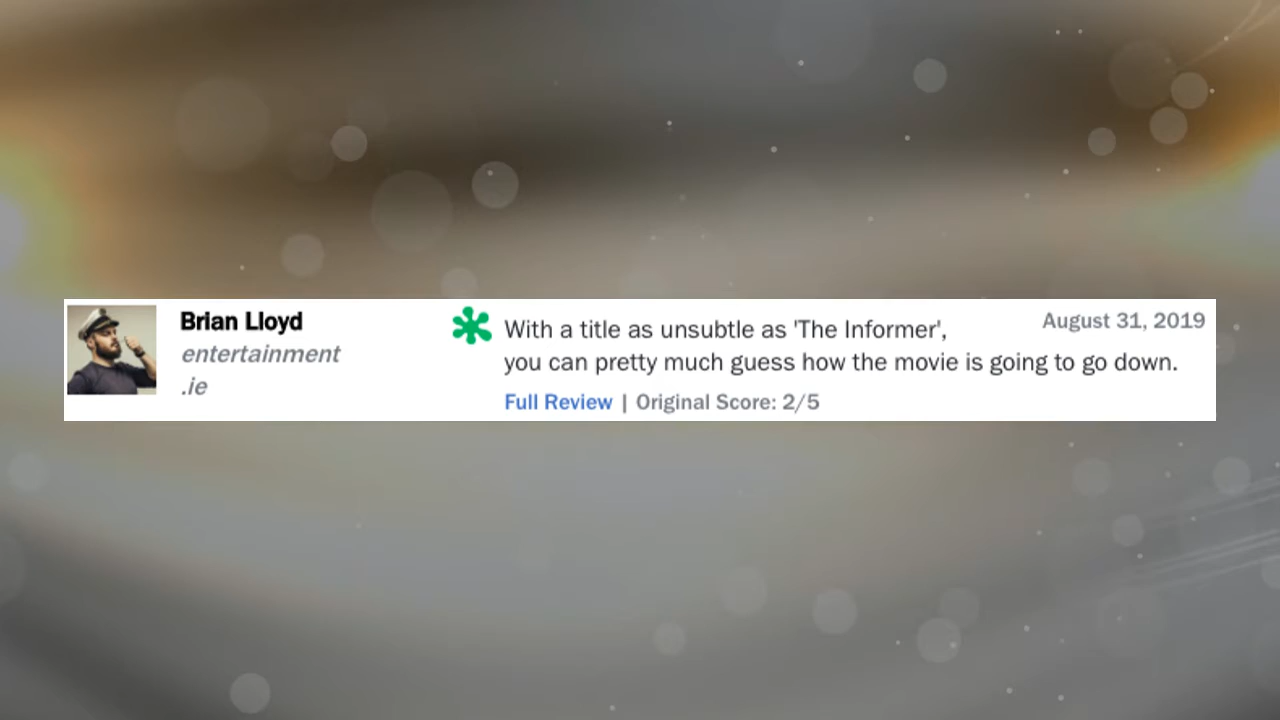 Brian Lloyd
entertainment
.ie
With a title as unsubtle as 'The Informer',
you can pretty much guess how the movie is going to go down.
Full Review | Original Score: 2/5
August 31, 2019